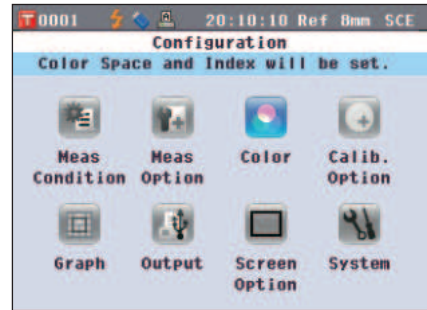 T0001 20:10:10 Ref 8mm SCE
Configuration
Color Space and Index will be set.
Meas Condition
Meas Option
Color
Calib. Option
Graph
Output
Screen Option
System